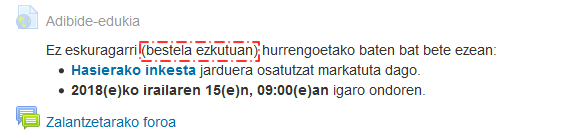 Adibide-edukia
Ez eskuragarri (bestela ezkutuan) hurrengoetako baten bat bete ezean:
• Hasierako inkesta jarduera osatutzat markatuta dago.
• 2018(e)ko irailaren 15(e)n, 09:00(e)an igaro ondoren.
Zalantzetarako foroa